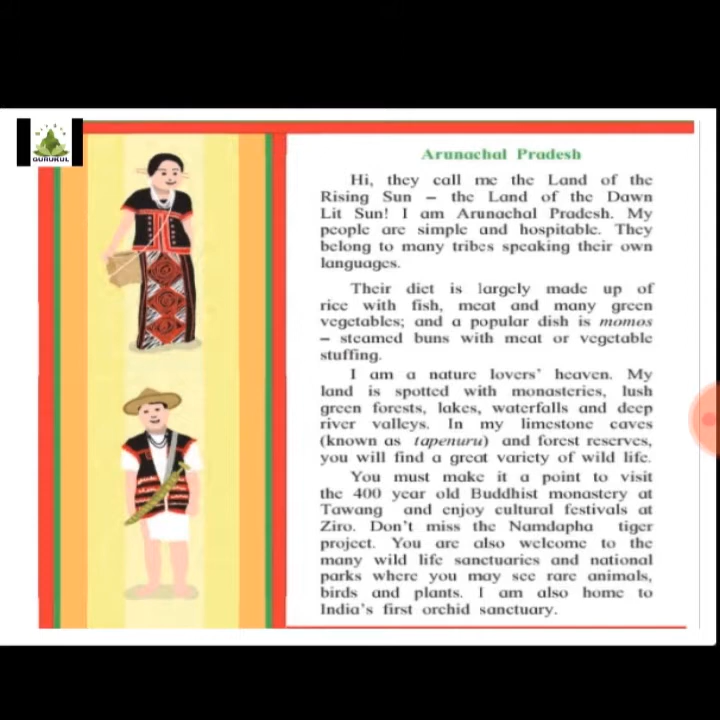 GURUKUL
Arunachal Pradesh
Hi, they call me the Land of the
Rising Sun – the Land of the Dawn
Lit Sun! I am Arunachal Pradesh. My
people are simple and hospitable. They
belong to many tribes speaking their own
languages.
Their diet is largely made up of
rice with fish, meat and many green
vegetables; and a popular dish is momos
– steamed buns with meat or vegetable
stuffing.
I am a nature lovers' heaven. My
land is spotted with monasteries, lush
green forests, lakes, waterfalls and deep
river valleys. In my limestone caves
(known as tapenuru) and forest reserves,
you will find a great variety of wild life.
You must make it a point to visit
the 400 year old Buddhist monastery at
Tawang and enjoy cultural festivals at
Ziro. Don't miss the Namdapha tiger
project. You are also welcome to the
many wild life sanctuaries and national
parks where you may see rare animals,
birds and plants. I am also home to
India's first orchid sanctuary.